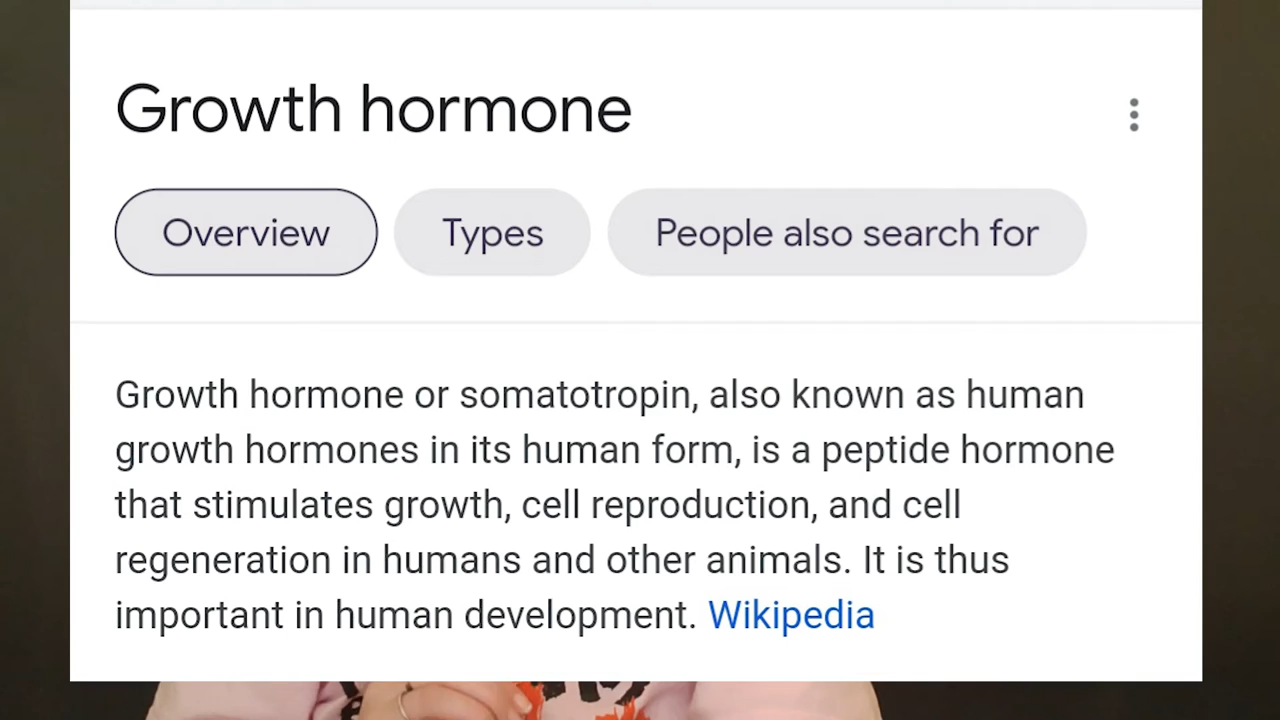 Growth hormone
Overview
Types
People also search for
Growth hormone or somatotropin, also known as human
growth hormones in its human form, is a peptide hormone
that stimulates growth, cell reproduction, and cell
regeneration in humans and other animals. It is thus
important in human development. Wikipedia